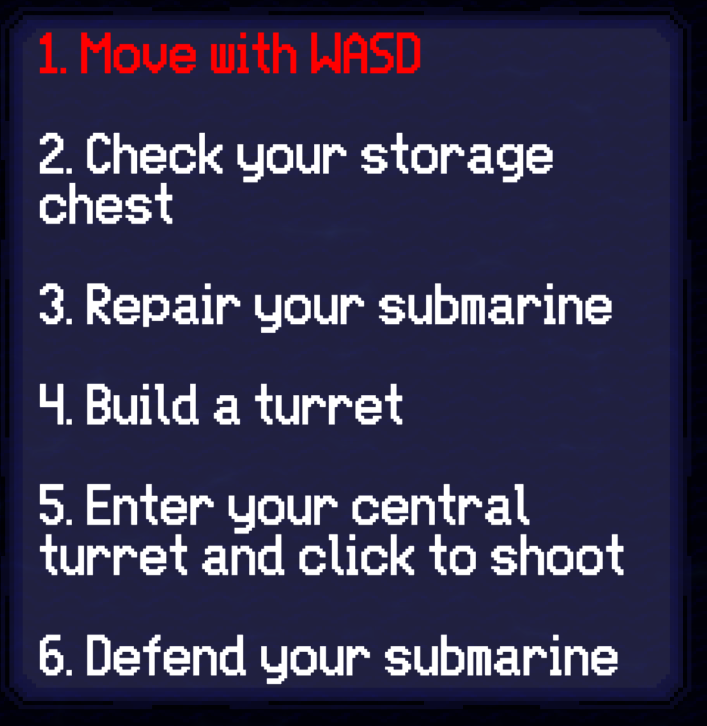 1. Move with WASD
2. Check your storage
chest
3. Repair your submarine
4. Build a turret
5. Enter your central
turret and click to shoot
6. Defend your submarine